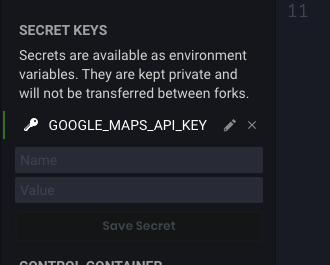 11
SECRET KEYS
Secrets are available as environment
variables. They are kept private and
will not be transferred between forks.
GOOGLE_MAPS_API_KEY
Name
Value
Save Secret
CONTROL CONTAINER